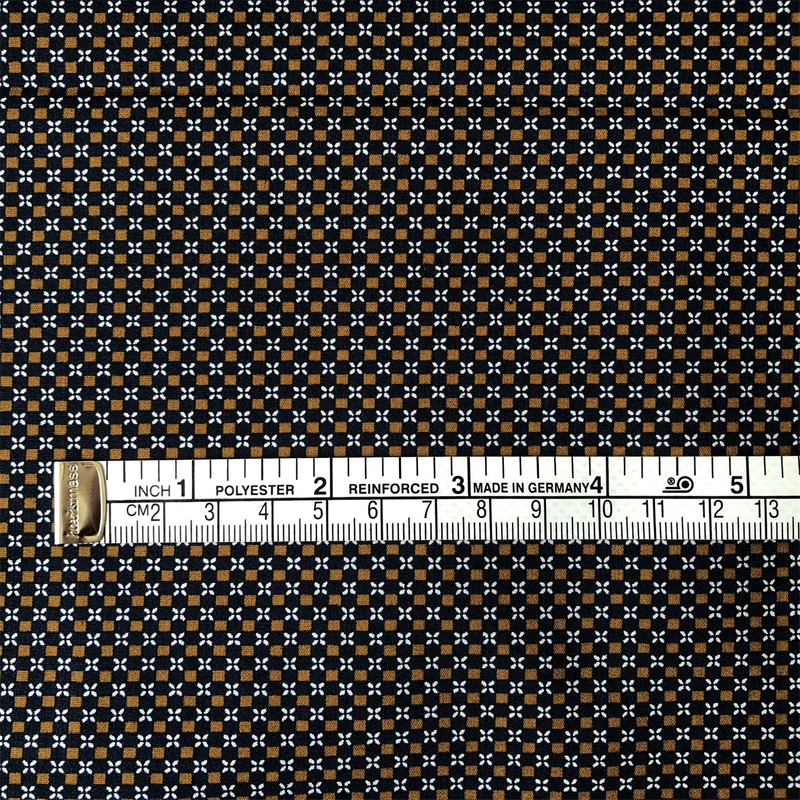 hoechstmass
INCH 1 POLYESTER 2 REINFORCED 3 MADE IN GERMANY 4 ® 5
CM 2 3 4 5 6 7 8 9 10 11 12 13